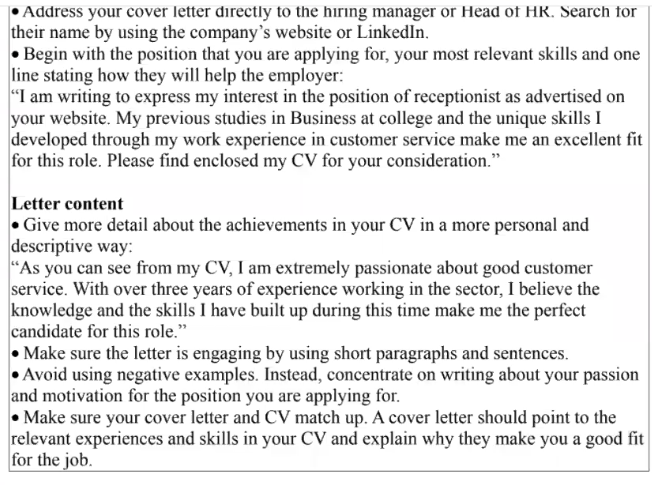 • Address your cover letter directly to the hiring manager or Head of HR. Search for
their name by using the company’s website or LinkedIn.
• Begin with the position that you are applying for, your most relevant skills and one
line stating how they will help the employer:
“I am writing to express my interest in the position of receptionist as advertised on
your website. My previous studies in Business at college and the unique skills I
developed through my work experience in customer service make me an excellent fit
for this role. Please find enclosed my CV for your consideration.”
Letter content
• Give more detail about the achievements in your CV in a more personal and
descriptive way:
“As you can see from my CV, I am extremely passionate about good customer
service. With over three years of experience working in the sector, I believe the
knowledge and the skills I have built up during this time make me the perfect
candidate for this role.”
• Make sure the letter is engaging by using short paragraphs and sentences.
• Avoid using negative examples. Instead, concentrate on writing about your passion
and motivation for the position you are applying for.
• Make sure your cover letter and CV match up. A cover letter should point to the
relevant experiences and skills in your CV and explain why they make you a good fit
for the job.